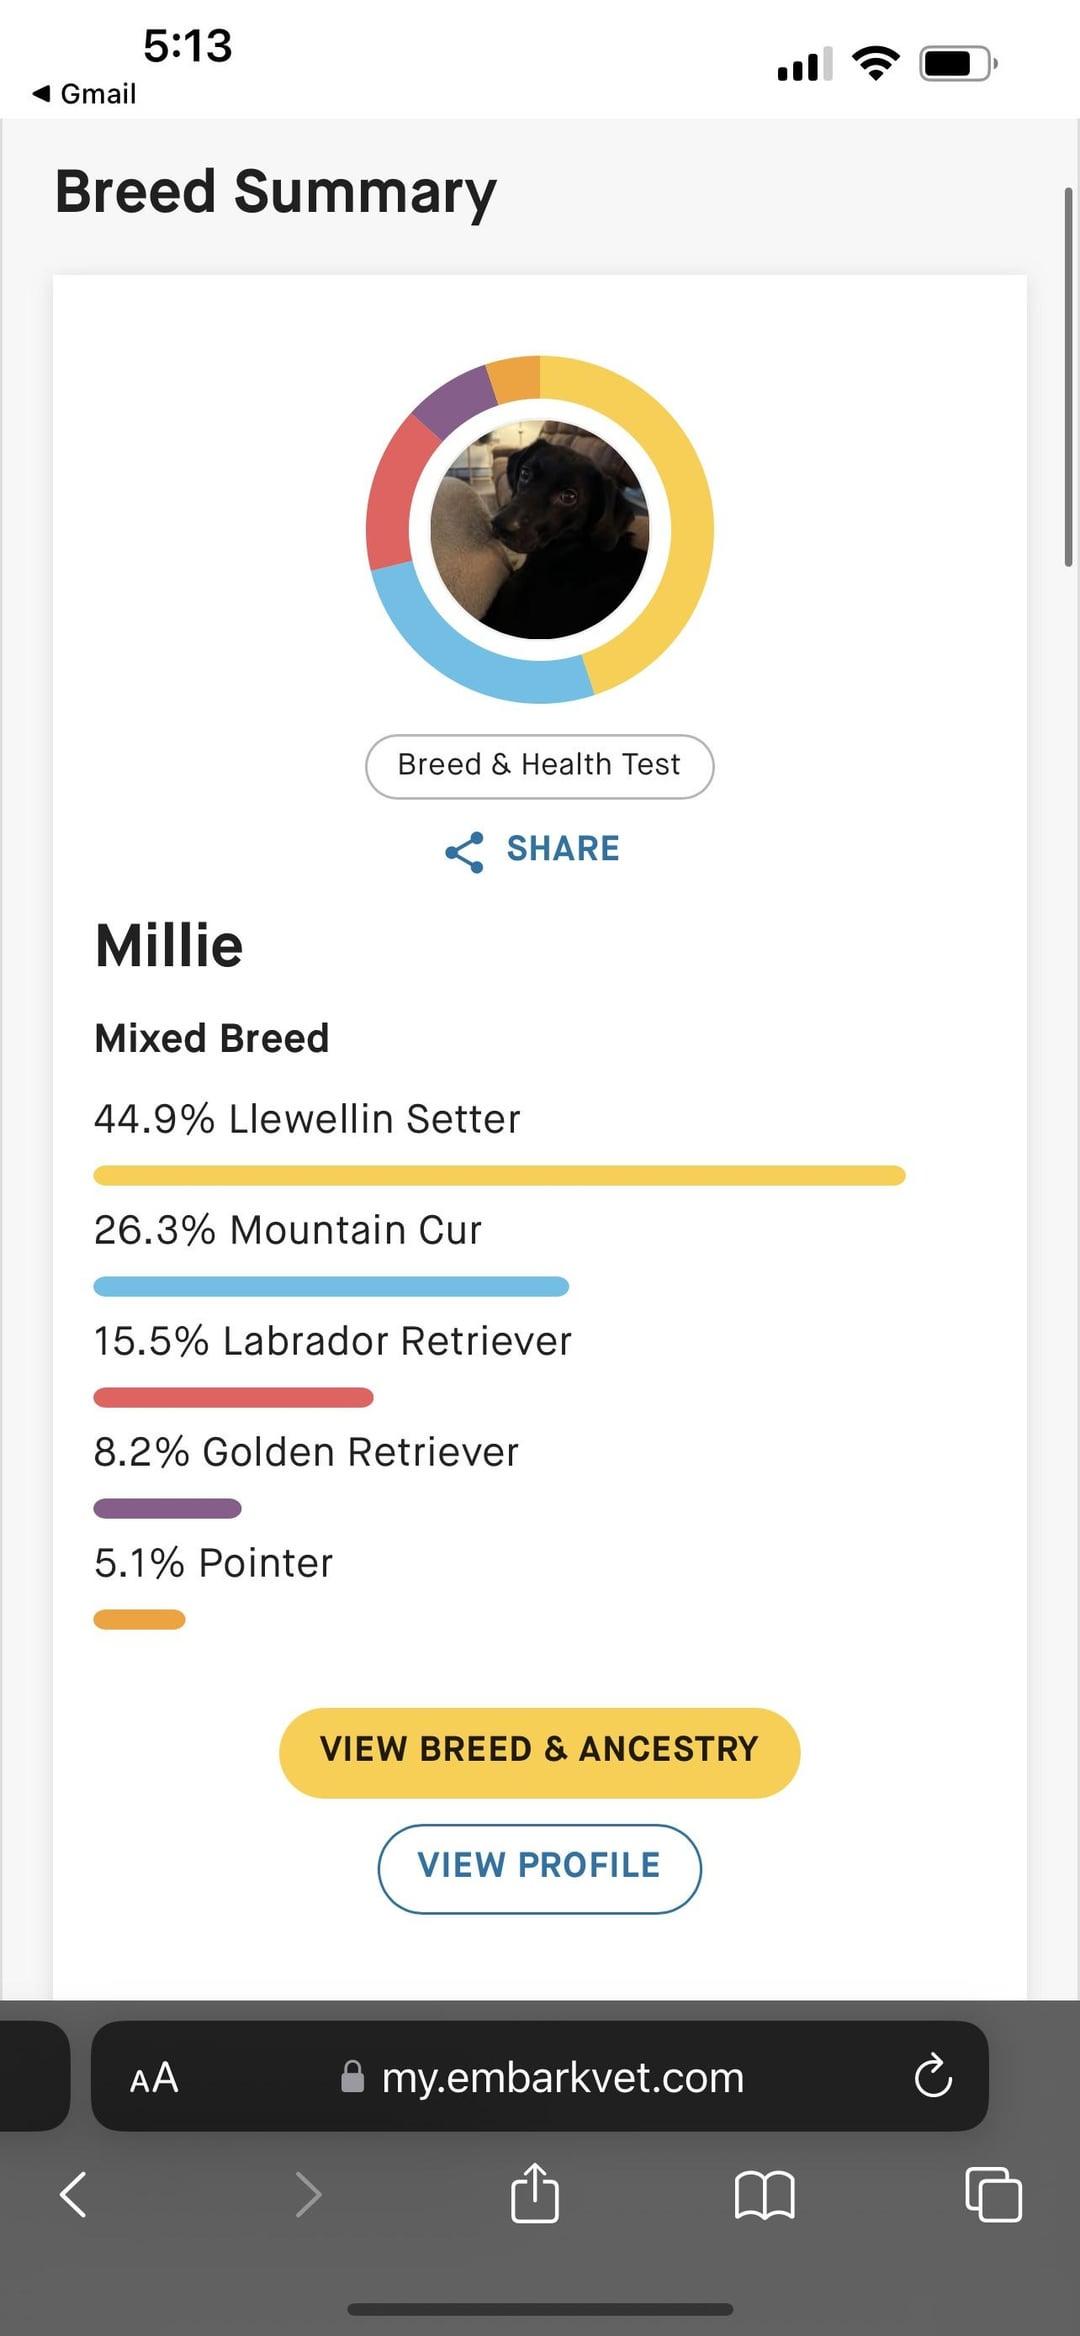 5:13
◀ Gmail
Breed Summary
Breed & Health Test
SHARE
Millie
Mixed Breed
44.9% Llewellin Setter
26.3% Mountain Cur
15.5% Labrador Retriever
8.2% Golden Retriever
5.1% Pointer
VIEW BREED & ANCESTRY
VIEW PROFILE
AA my.embarkvet.com